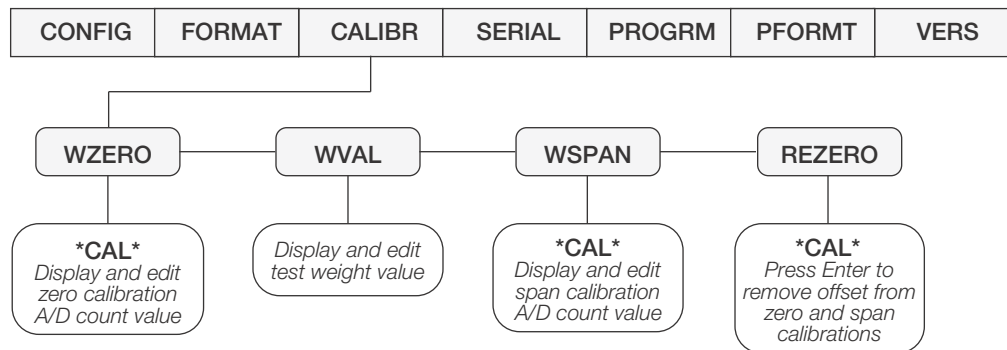 CONFIG FORMAT CALIBR SERIAL PROGRM PFORMT VERS
WZERO WVAL WSPAN REZERO
*CAL*
Display and edit
zero calibration
A/D count value
Display and edit
test weight value
*CAL*
Display and edit
span calibration
A/D count value
*CAL*
Press Enter to
remove offset from
zero and span
calibrations